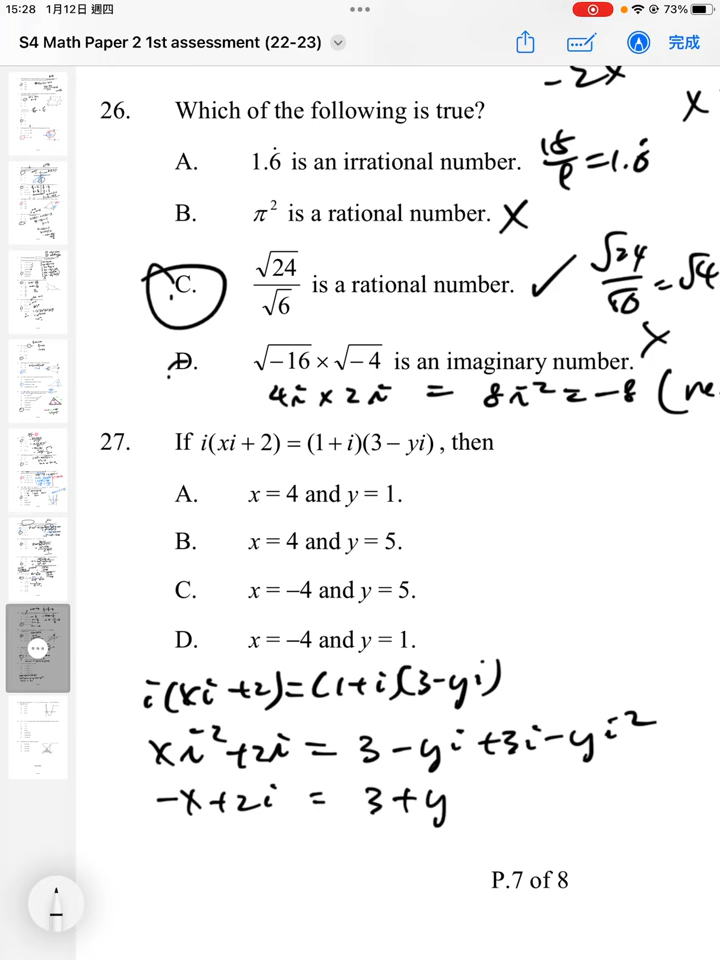 15:28 1月12日 週四
73%
S4 Math Paper 2 1st assessment (22-23)
完成
-2x
x
26. Which of the following is true?
A. 1.6̇ is an irrational number. =1.6̇
B. π² is a rational number. ×
C. √24/√6 is a rational number. ✓ √24/√6 = √4
D. √-16 × √-4 is an imaginary number. ×
4i × 2i = 8i² = -8 (ne
27. If i(xi + 2) = (1 + i)(3 - yi), then
A. x = 4 and y = 1.
B. x = 4 and y = 5.
C. x = -4 and y = 5.
D. x = -4 and y = 1.
i(xi+2)=(1+i)(3-yi)
xi²+2i = 3-yi+3i-yi²
-x+2i = 3+y
P.7 of 8